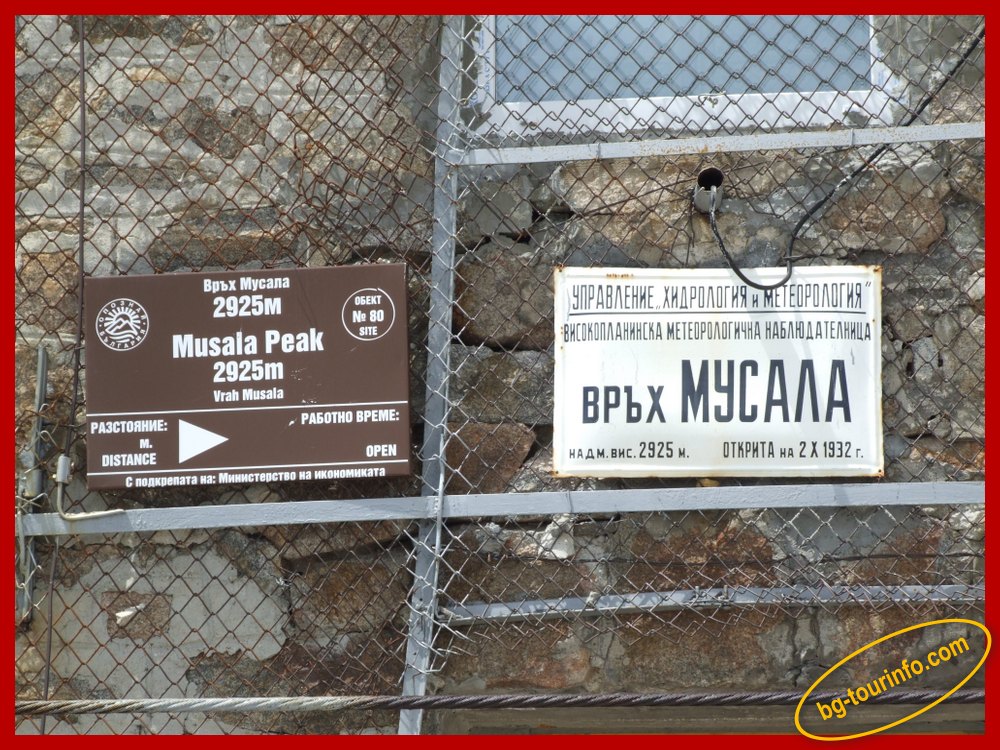 Връх Мусала
2925м
Musala Peak
2925m
Vrah Musala
ОПОЗНАЙ БЪЛГАРИЯ
ОБЕКТ
№ 80
SITE
РАЗСТОЯНИЕ:
м.
DISTANCE
РАБОТНО ВРЕМЕ:
OPEN
С подкрепата на: Министерство на икономиката
УПРАВЛЕНИЕ „ХИДРОЛОГИЯ и МЕТЕОРОЛОГИЯ"
ВИСОКОПЛАНИНСКА МЕТЕОРОЛОГИЧНА НАБЛЮДАТЕЛНИЦА
ВРЪХ МУСАЛА
НАДМ. ВИС. 2925 м. ОТКРИТА НА 2 X 1932 г.
bg-tourinfo.com